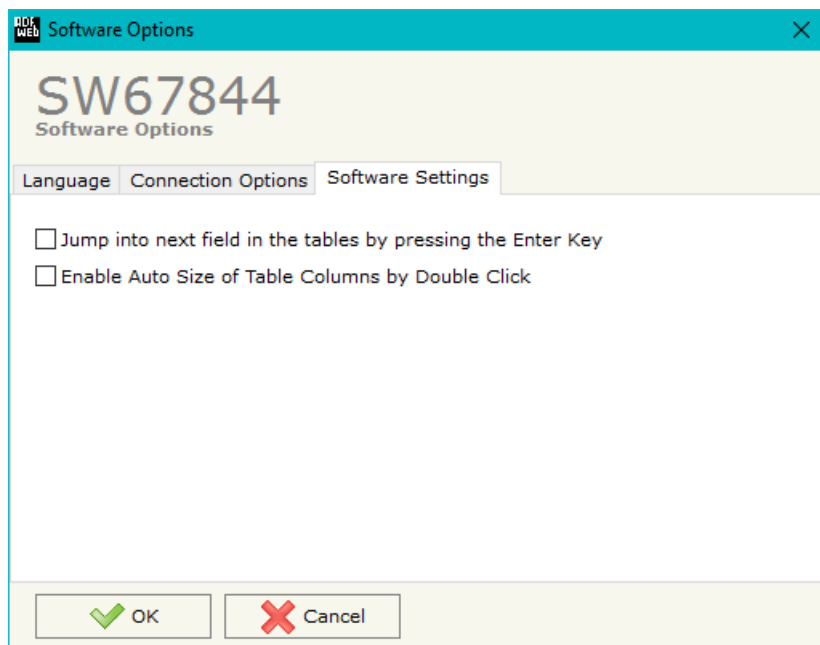 ADF
WEB
Software Options
SW67844
Software Options
Language
Connection Options
Software Settings
Jump into next field in the tables by pressing the Enter Key
Enable Auto Size of Table Columns by Double Click
OK
Cancel